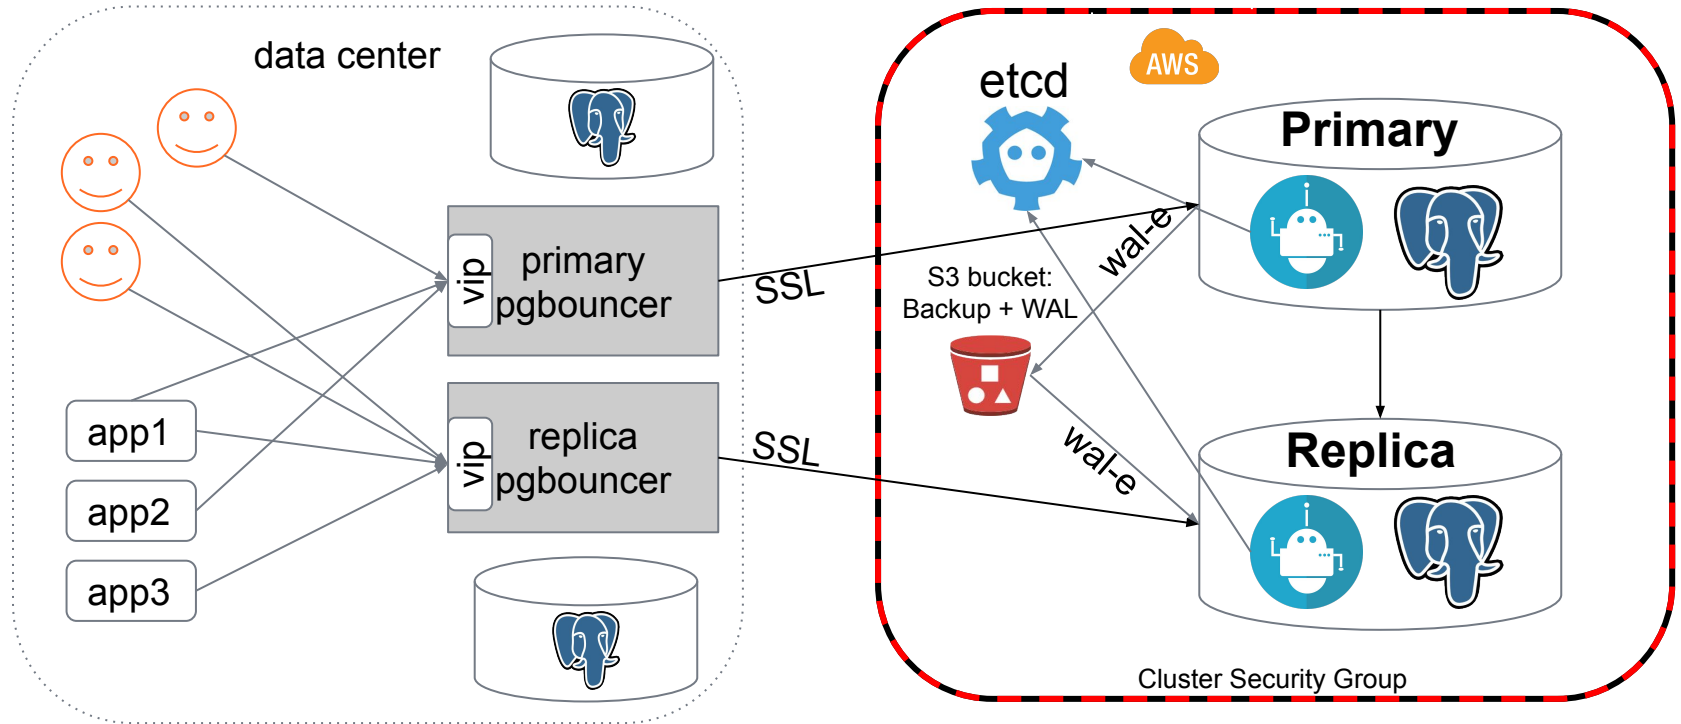 data center
AWS
etcd
Primary
vip
primary
pgbouncer
SSL
wal-e
S3 bucket:
Backup + WAL
app1
vip
replica
pgbouncer
SSL
wal-e
Replica
app2
app3
Cluster Security Group